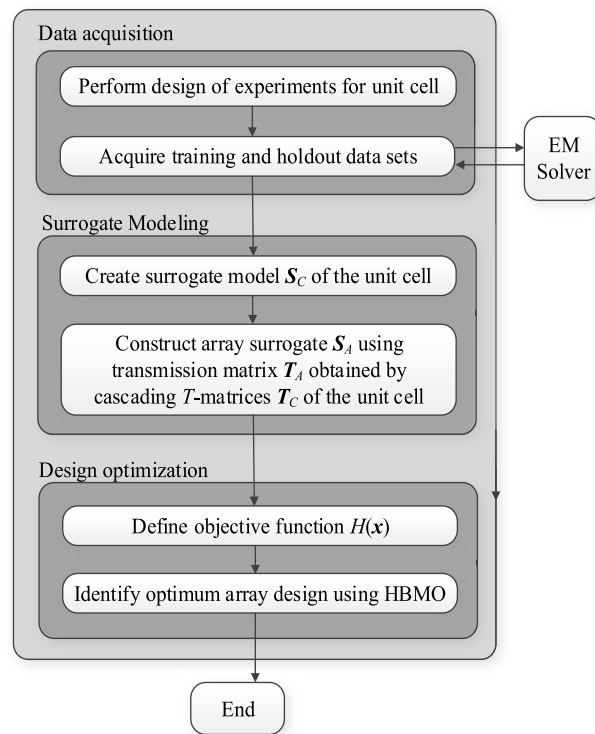 Data acquisition
Perform design of experiments for unit cell
Acquire training and holdout data sets
EM
Solver
Surrogate Modeling
Create surrogate model S_C of the unit cell
Construct array surrogate S_A using
transmission matrix T_A obtained by
cascading T-matrices T_C of the unit cell
Design optimization
Define objective function H(x)
Identify optimum array design using HBMO
End